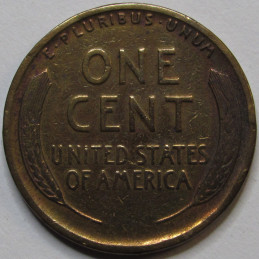 E·PLURIBUS·UNUM
ONE
CENT
UNITED STATES
OF AMERICA